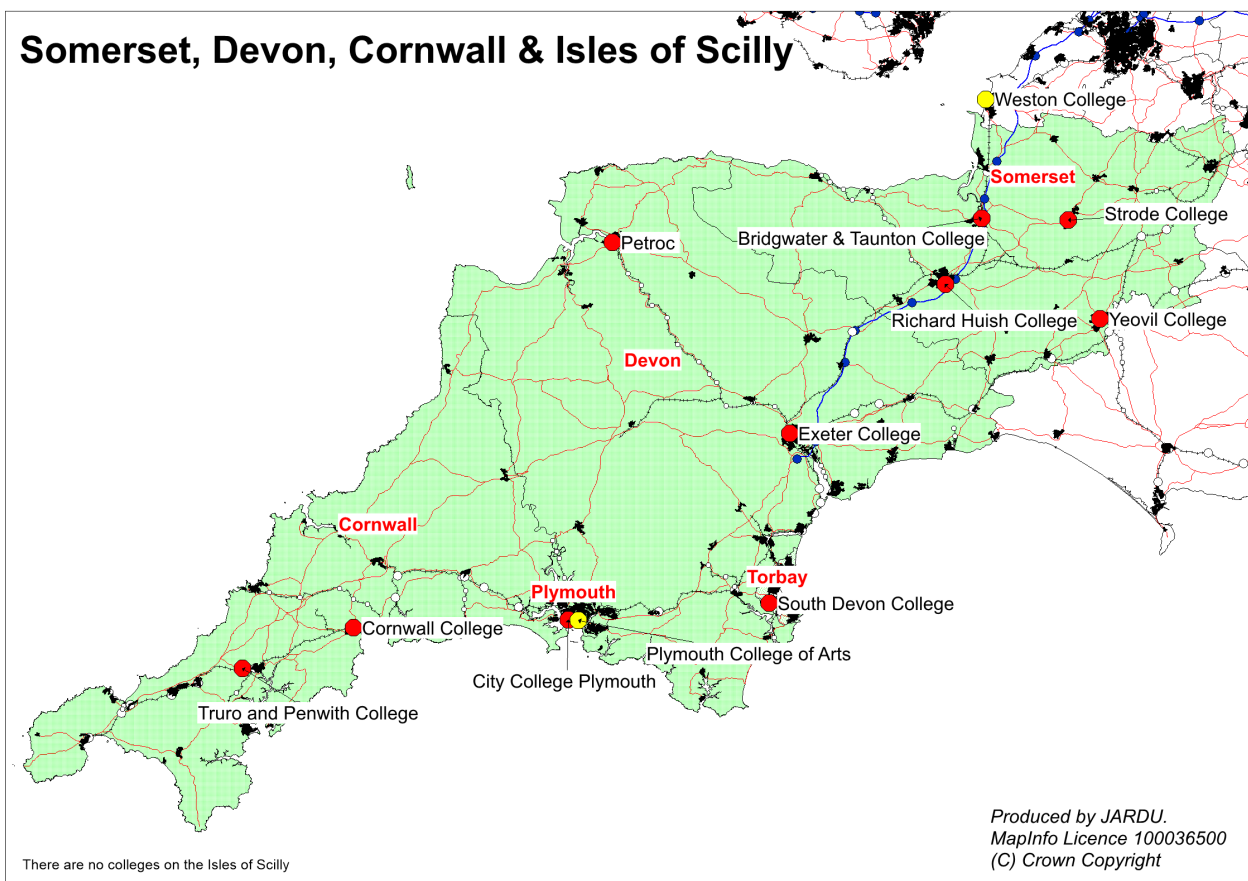 Somerset, Devon, Cornwall & Isles of Scilly
Weston College
Somerset
Strode College
Bridgwater & Taunton College
Petroc
Richard Huish College
Yeovil College
Devon
Exeter College
Cornwall
Torbay
Plymouth
South Devon College
Cornwall College
Plymouth College of Arts
City College Plymouth
Truro and Penwith College
Produced by JARDU.
MapInfo Licence 100036500
(C) Crown Copyright
There are no colleges on the Isles of Scilly